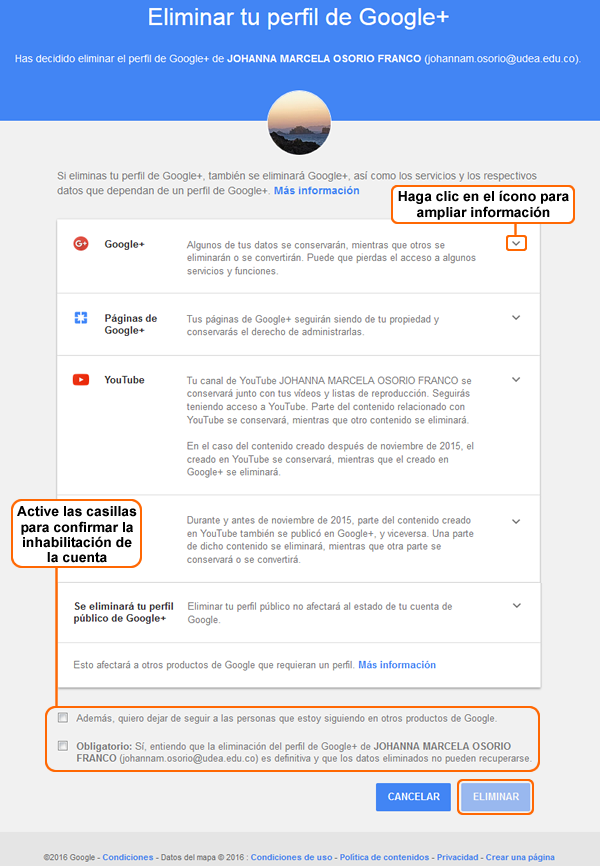 Eliminar tu perfil de Google+
Has decidido eliminar el perfil de Google+ de JOHANNA MARCELA OSORIO FRANCO (johannam.osorio@udea.edu.co).
Si eliminas tu perfil de Google+, también se eliminará Google+, así como los servicios y los respectivos
datos que dependan de un perfil de Google+. Más información
Haga clic en el ícono para
ampliar información
Google+
Algunos de tus datos se conservarán, mientras que otros se
eliminarán o se convertirán. Puede que pierdas el acceso a algunos
servicios y funciones.
Páginas de
Google+
Tus páginas de Google+ seguirán siendo de tu propiedad y
conservarás el derecho de administrarlas.
YouTube
Tu canal de YouTube JOHANNA MARCELA OSORIO FRANCO se
conservará junto con tus vídeos y listas de reproducción. Seguirás
teniendo acceso a YouTube. Parte del contenido relacionado con
YouTube se conservará, mientras que otro contenido se eliminará.
En el caso del contenido creado después de noviembre de 2015, el
creado en YouTube se conservará, mientras que el creado en
Google+ se eliminará.
Active las casillas
para confirmar la
inhabilitación de
la cuenta
Durante y antes de noviembre de 2015, parte del contenido creado
en YouTube también se publicó en Google+, y viceversa. Una parte
de dicho contenido se eliminará, mientras que otra parte se
conservará o se convertirá.
Se eliminará tu perfil
público de Google+
Eliminar tu perfil público no afectará al estado de tu cuenta de
Google.
Esto afectará a otros productos de Google que requieran un perfil. Más información
Además, quiero dejar de seguir a las personas que estoy siguiendo en otros productos de Google.
Obligatorio: Sí, entiendo que la eliminación del perfil de Google+ de JOHANNA MARCELA OSORIO
FRANCO (johannam.osorio@udea.edu.co) es definitiva y que los datos eliminados no pueden recuperarse.
CANCELAR
ELIMINAR
©2016 Google - Condiciones - Datos del mapa © 2016 : Condiciones de uso - Política de contenidos - Privacidad - Crear una página